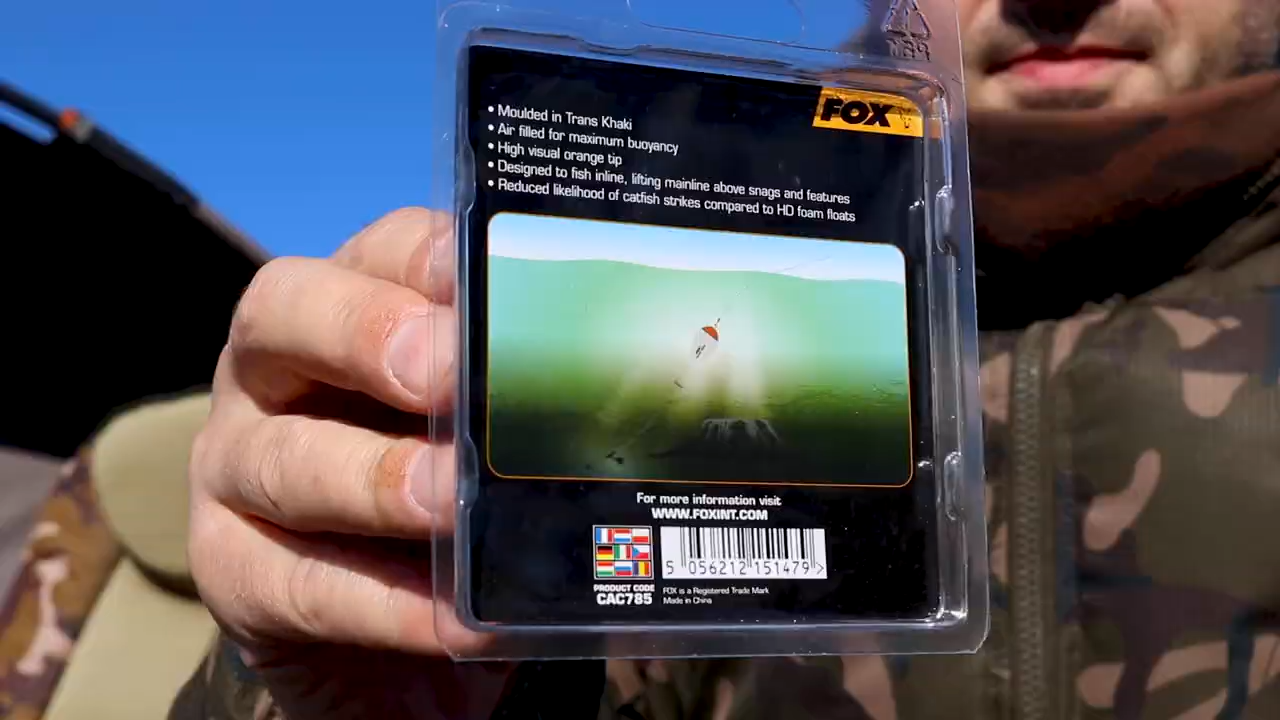 FOX
• Moulded in Trans Khaki
• Air filled for maximum buoyancy
• High visual orange tip
• Designed to fish inline, lifting mainline above snags and features
• Reduced likelihood of catfish strikes compared to HD foam floats
For more information visit
WWW.FOXINT.COM
5 056212 151479 >
PRODUCT CODE
CAC785
FOX is a Registered Trade Mark
Made in China